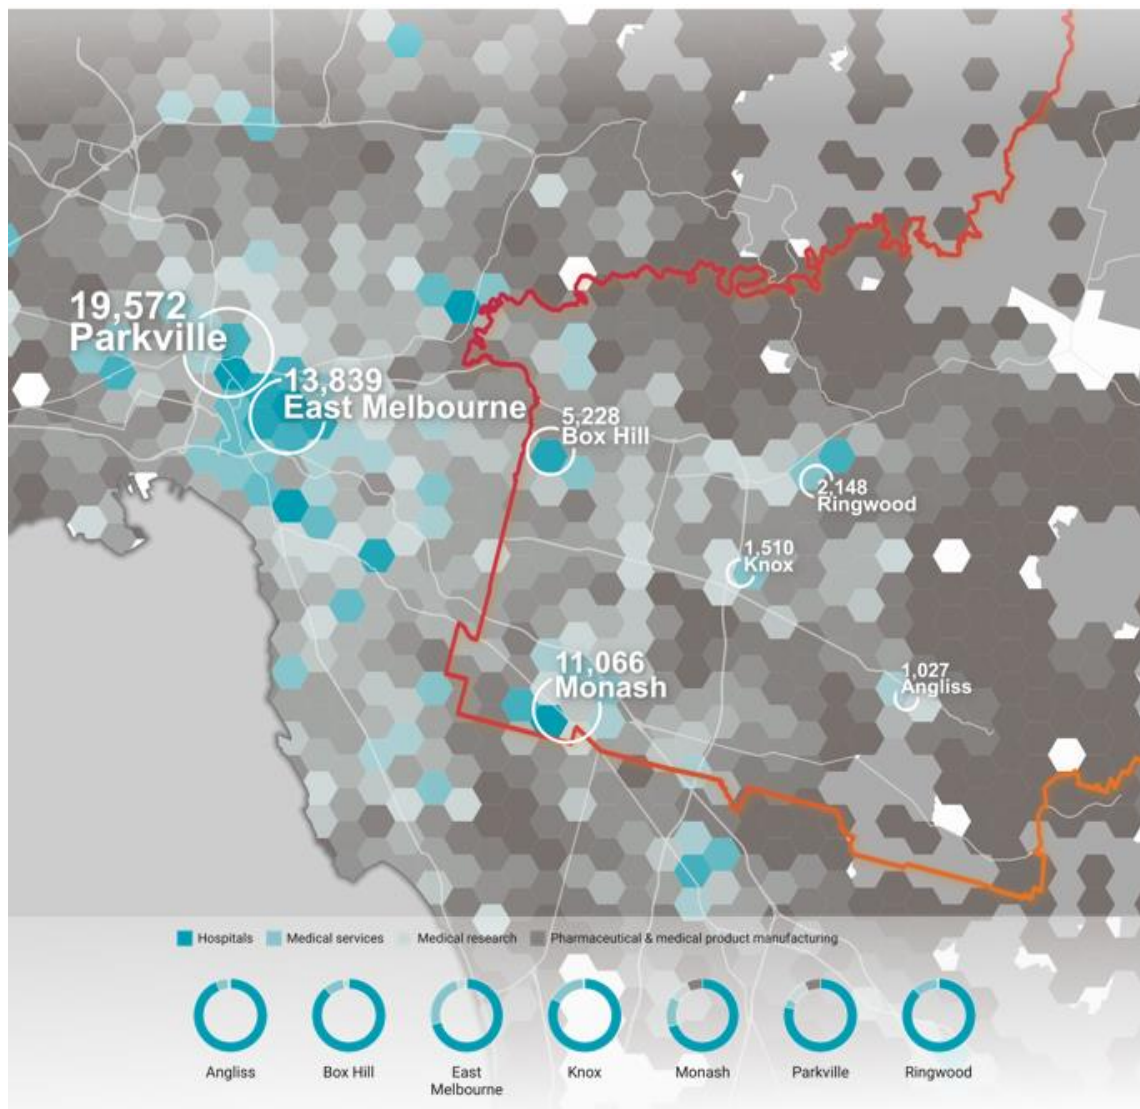 19,572
Parkville
13,839
East Melbourne
5,228
Box Hill
2,148
Ringwood
1,510
Knox
11,066
Monash
1,027
Angliss
Hospitals
Medical services
Medical research
Pharmaceutical & medical product manufacturing
Angliss
Box Hill
East
Melbourne
Knox
Monash
Parkville
Ringwood